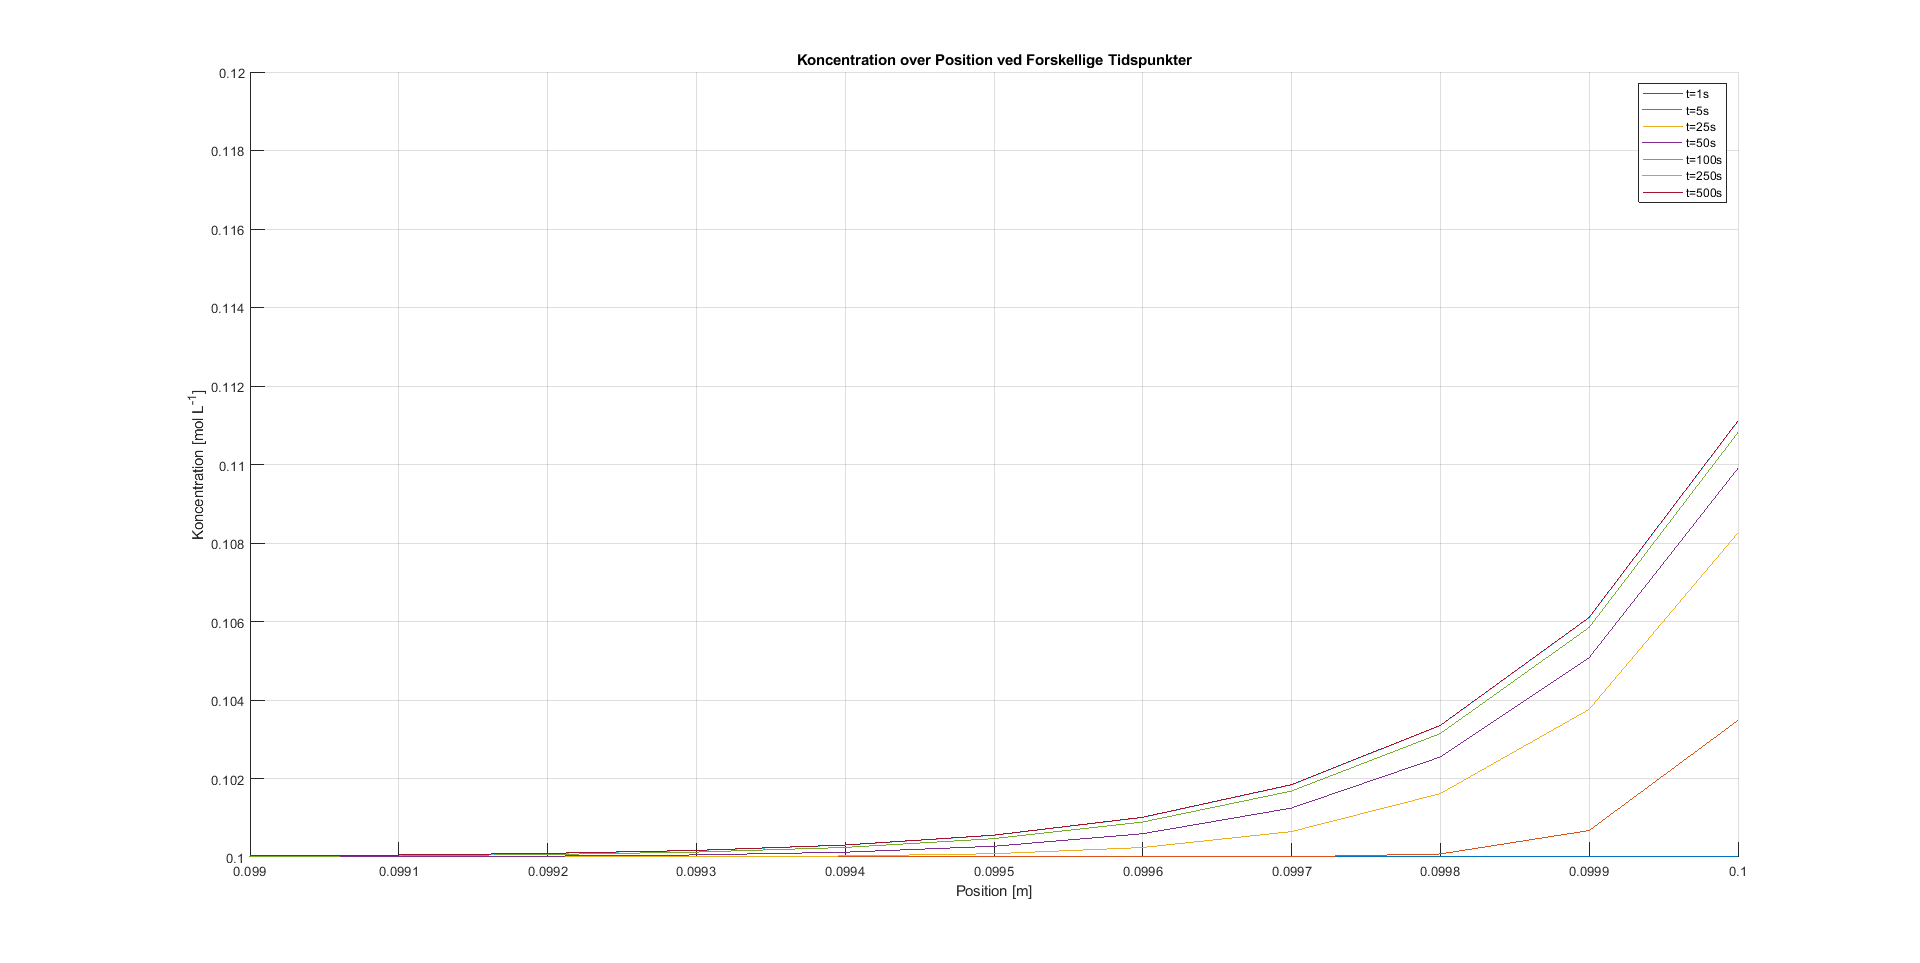 Koncentration over Position ved Forskellige Tidspunkter
t=1s
t=5s
t=25s
t=50s
t=100s
t=250s
t=500s
Koncentration [mol L⁻¹]
0.12
0.118
0.116
0.114
0.112
0.11
0.108
0.106
0.104
0.102
0.1
0.099 0.0991 0.0992 0.0993 0.0994 0.0995 0.0996 0.0997 0.0998 0.0999 0.1
Position [m]